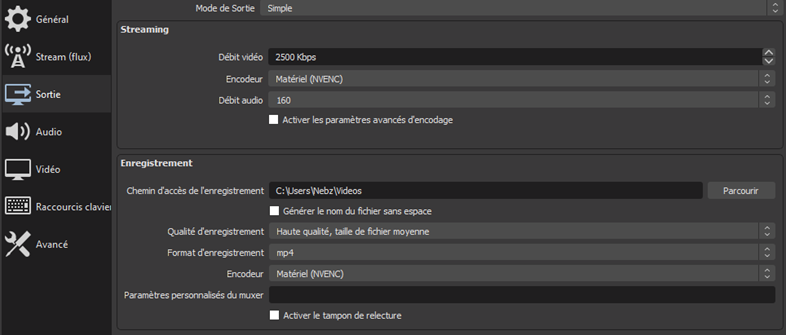 Mode de Sortie Simple
Général
Streaming
Stream (flux)
Débit vidéo 2500 Kbps
Encodeur Matériel (NVENC)
Sortie
Débit audio 160
Activer les paramètres avancés d'encodage
Audio
Enregistrement
Vidéo
Chemin d'accès de l'enregistrement C:\Users\Nebz\Videos Parcourir
Raccourcis clavier
Générer le nom du fichier sans espace
Qualité d'enregistrement Haute qualité, taille de fichier moyenne
Avancé
Format d'enregistrement mp4
Encodeur Matériel (NVENC)
Paramètres personnalisés du muxer
Activer le tampon de relecture